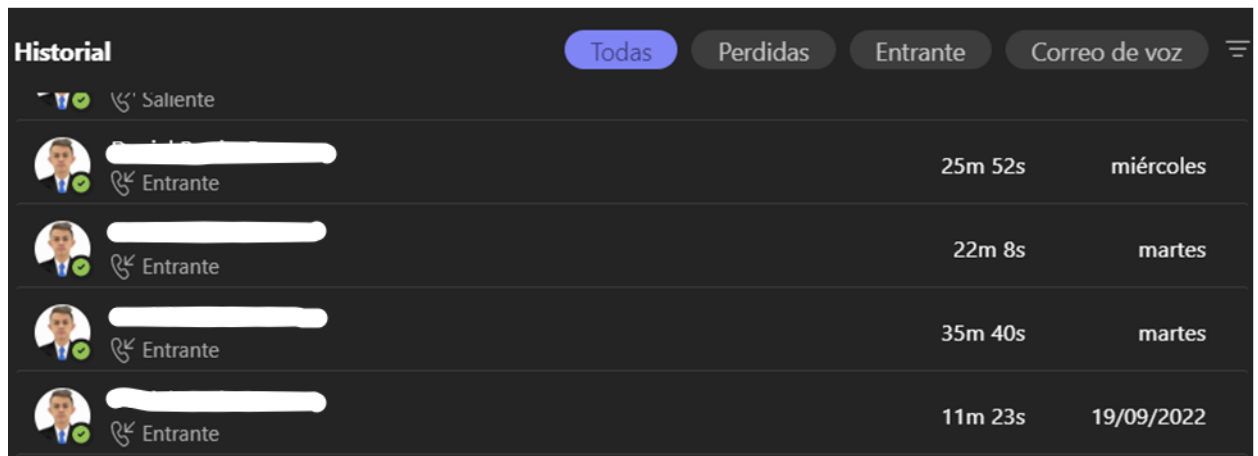 Historial Todas Perdidas Entrante Correo de voz
Saliente
25m 52s miércoles
Entrante
22m 8s martes
Entrante
35m 40s martes
Entrante
11m 23s 19/09/2022
Entrante